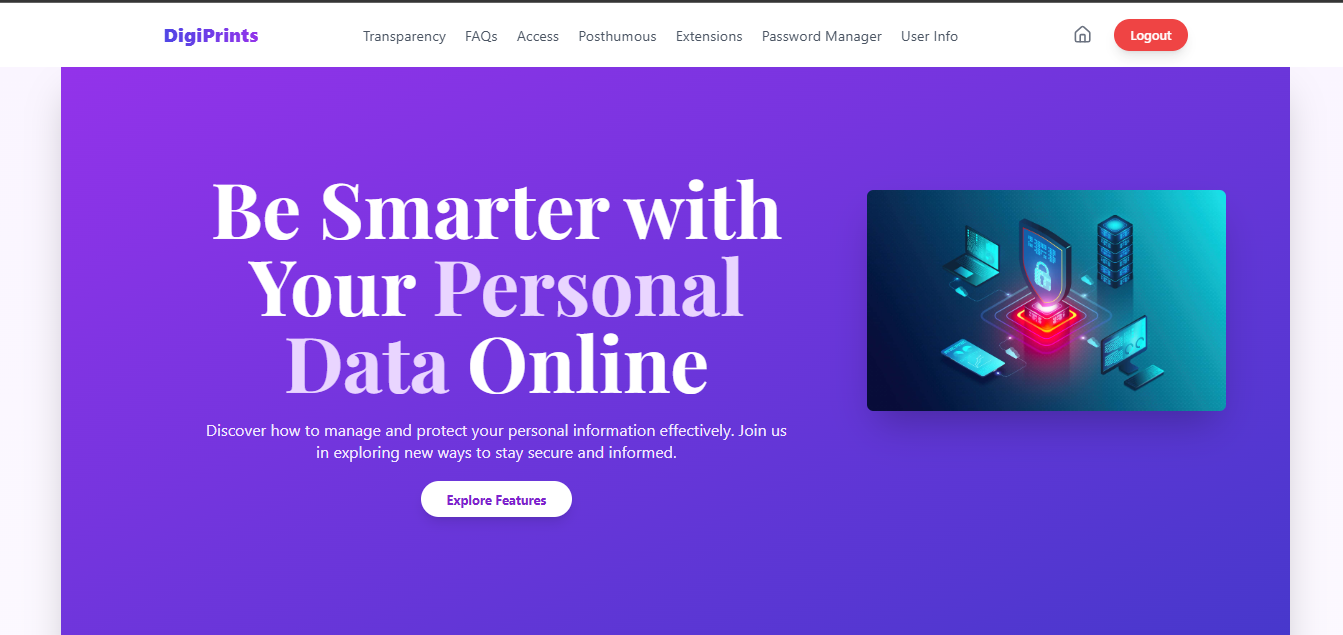 DigiPrints
Transparency FAQs Access Posthumous Extensions Password Manager User Info
Logout
Be Smarter with
Your Personal
Data Online
Discover how to manage and protect your personal information effectively. Join us
in exploring new ways to stay secure and informed.
Explore Features